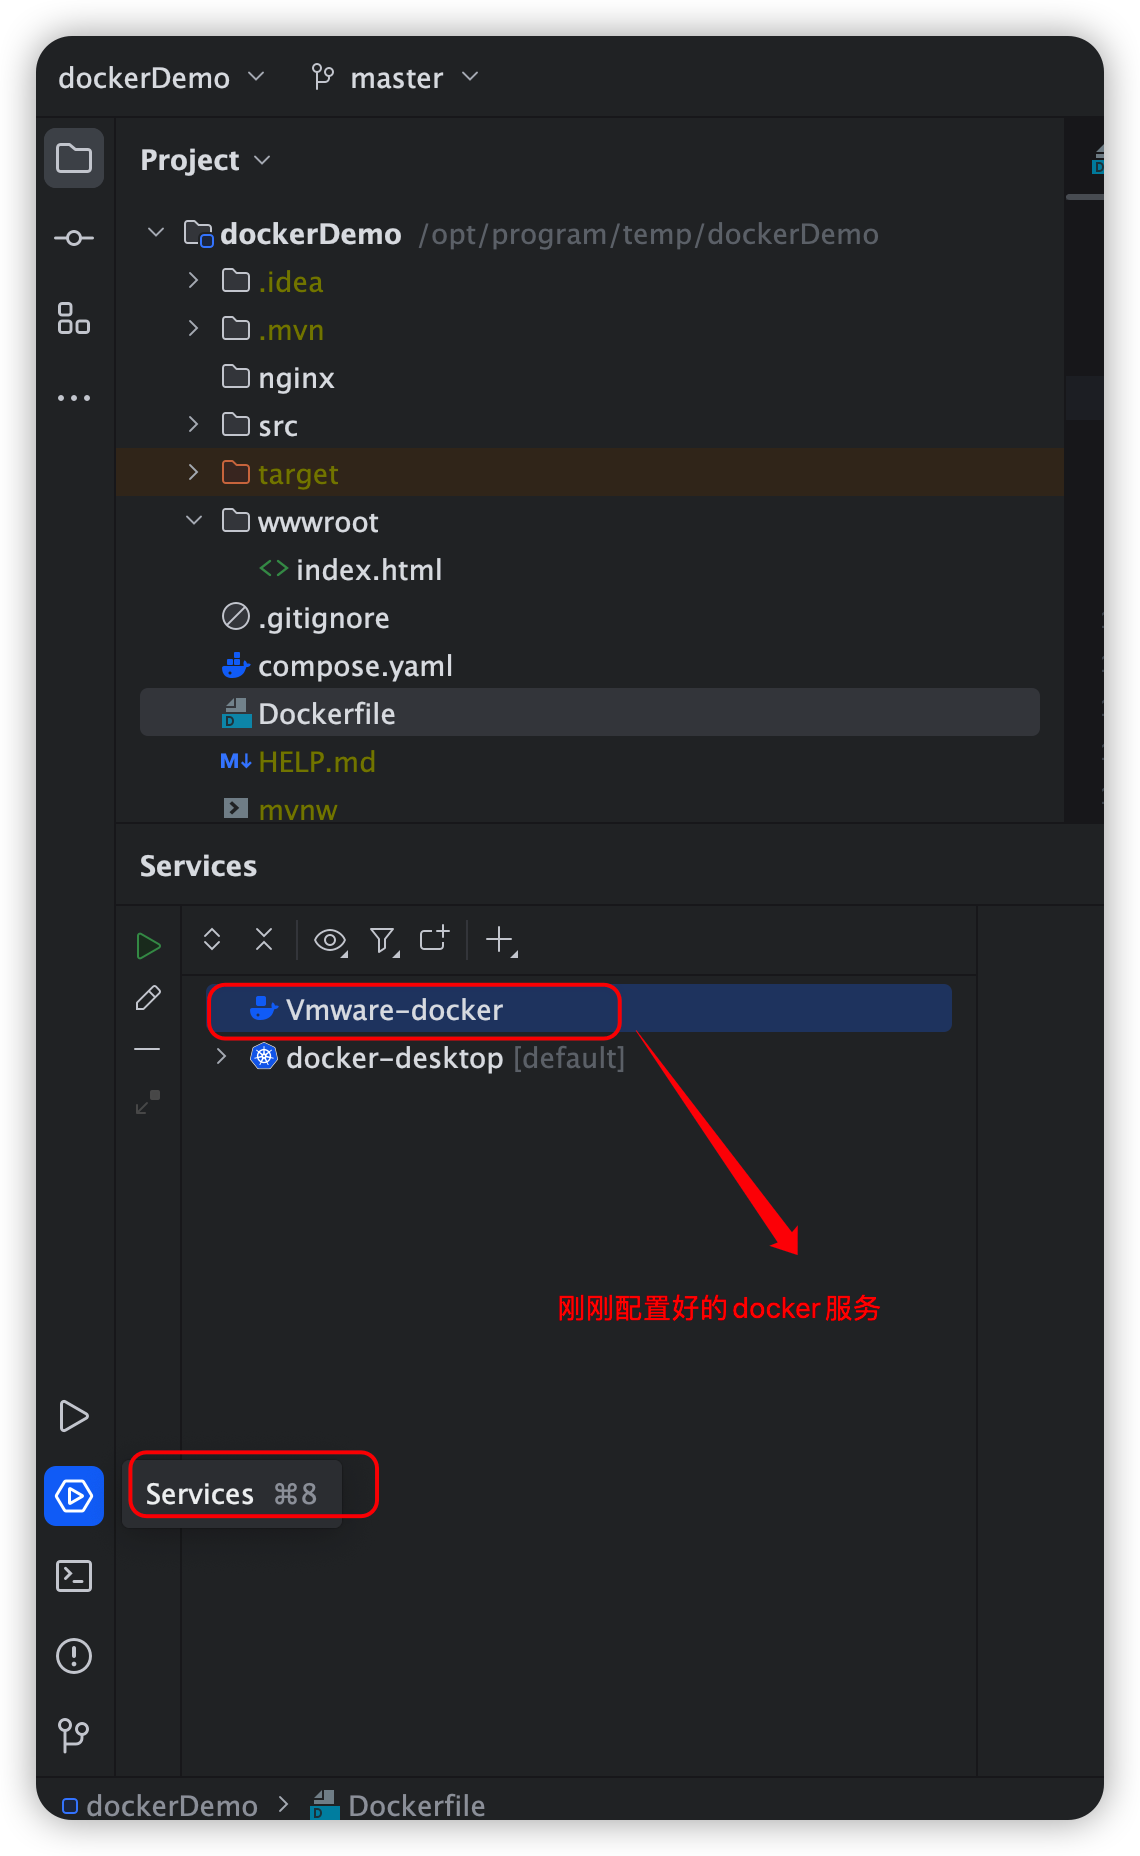 dockerDemo master
Project
dockerDemo /opt/program/temp/dockerDemo
.idea
.mvn
nginx
src
target
wwwroot
index.html
.gitignore
compose.yaml
Dockerfile
HELP.md
mvnw
Services
Vmware-docker
docker-desktop [default]
刚刚配置好的docker服务
Services ⌘8
dockerDemo > Dockerfile